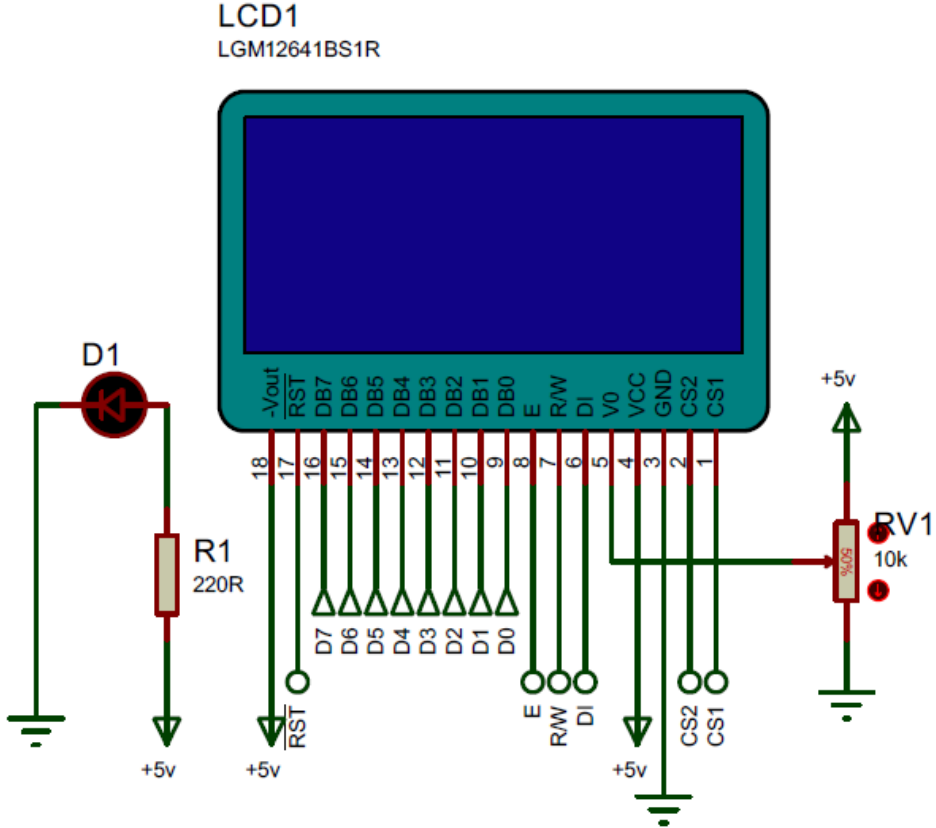 LCD1
LGM12641BS1R
D1
-Vout
RST
DB7
DB6
DB5
DB4
DB3
DB2
DB1
DB0
E
R/W
DI
V0
VCC
GND
CS2
CS1
18
17
16
15
14
13
12
11
10
9
8
7
6
5
4
3
2
1
+5v
RV1
50%
10k
R1
220R
D7
D6
D5
D4
D3
D2
D1
D0
RST
E
R/W
DI
CS2
CS1
+5v
+5v
+5v